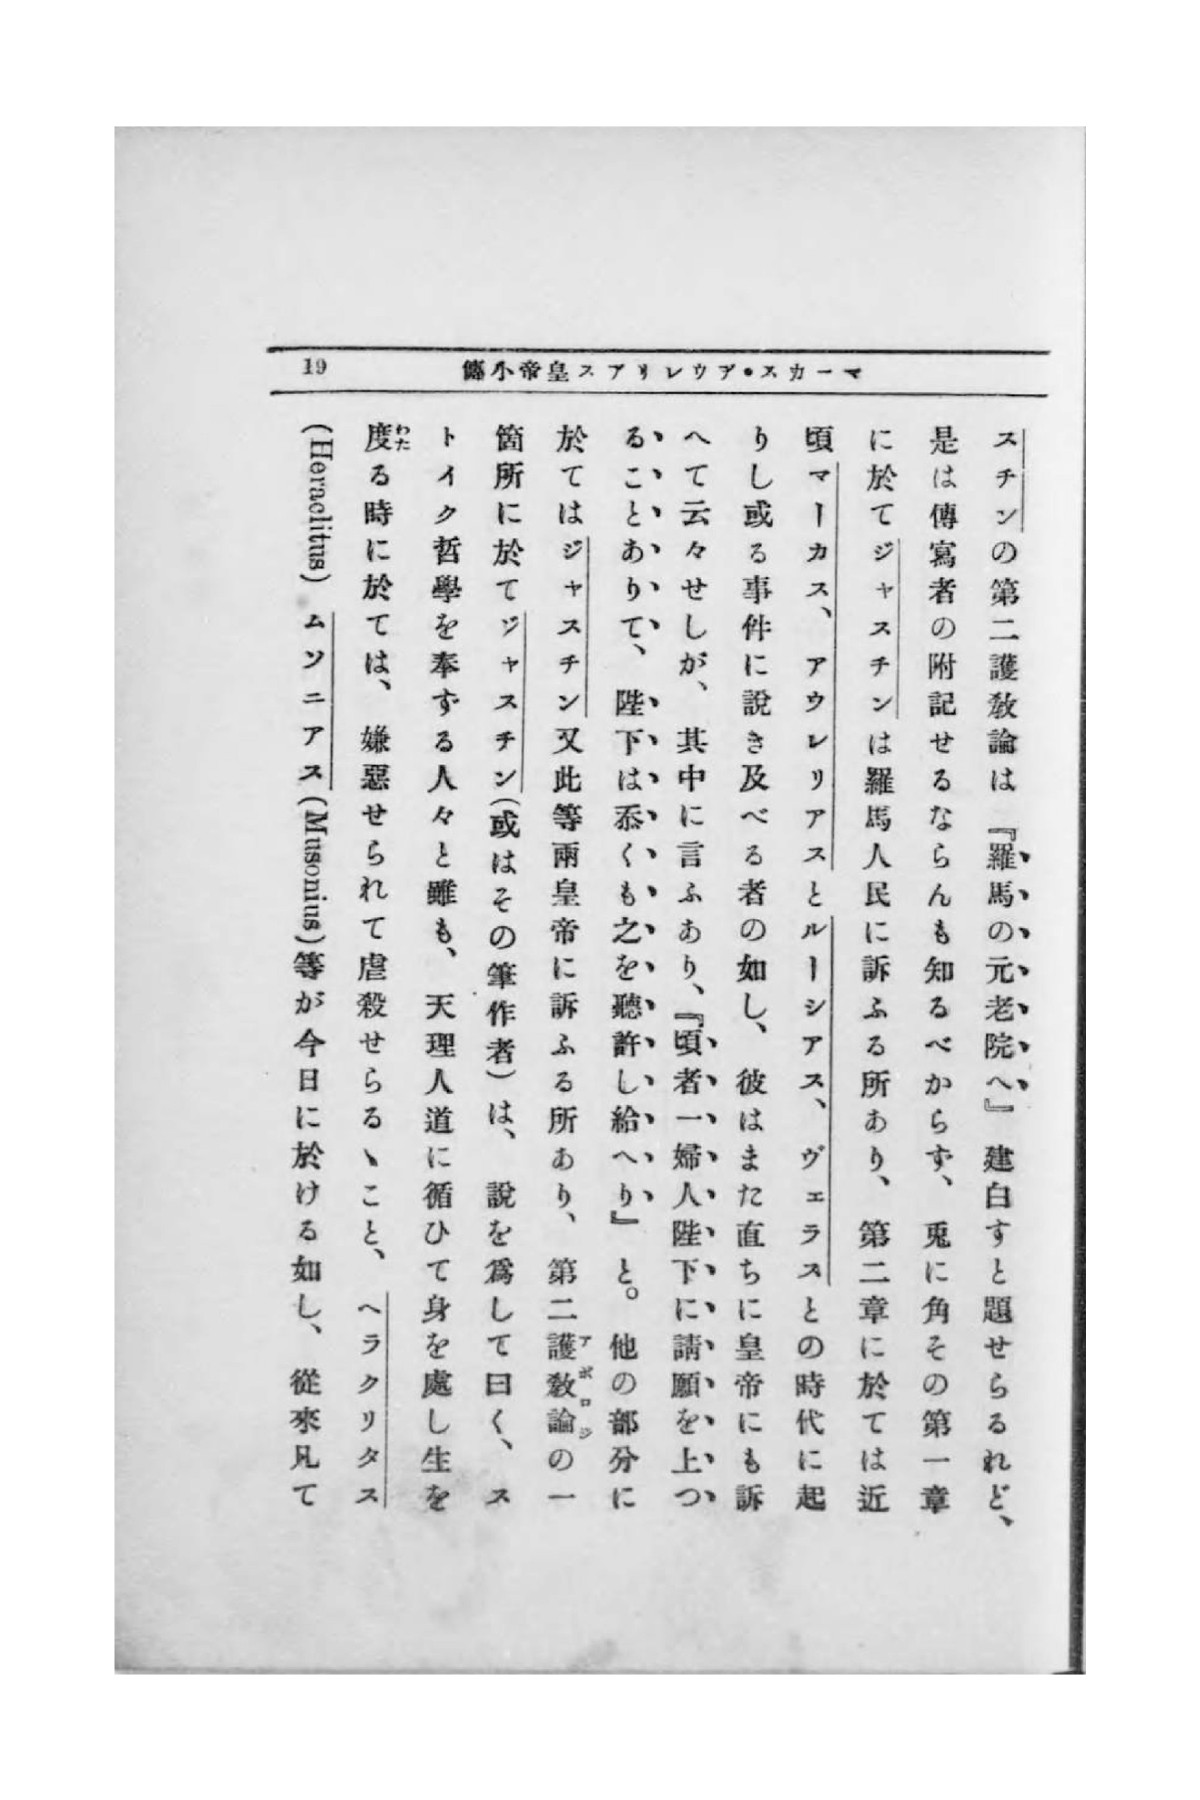 マーカス・アウレリアス皇帝小傳
19
スチンの第二護敎論は『羅馬の元老院へ』建白すと題せらるれど、
是は傳寫者の附記せるならんも知るべからず、兎に角その第一章
に於てジャスチンは羅馬人民に訴ふる所あり、第二章に於ては近
頃マーカス、アウレリアスとルーシアス、ヴェラスとの時代に起
りし或る事件に說き及べる者の如し、彼はまた直ちに皇帝にも訴
へて云々せしが、其中に言ふあり、『頃者一婦人陛下に請願を上つ
ることありて、陛下は忝くも之を聽許し給へり』と。他の部分に
於てはジャスチン又此等兩皇帝に訴ふる所あり、第二護敎論の一
箇所に於てジャスチン(或はその筆作者)は、說を爲して曰く、ス
トイク哲學を奉ずる人々と雖も、天理人道に循ひて身を處し生を
度る時に於ては、嫌惡せられて虐殺せらるゝこと、ヘラクリタス
(Heraclitus)ムソニアス(Musonius)等が今日に於ける如し、從來凡て